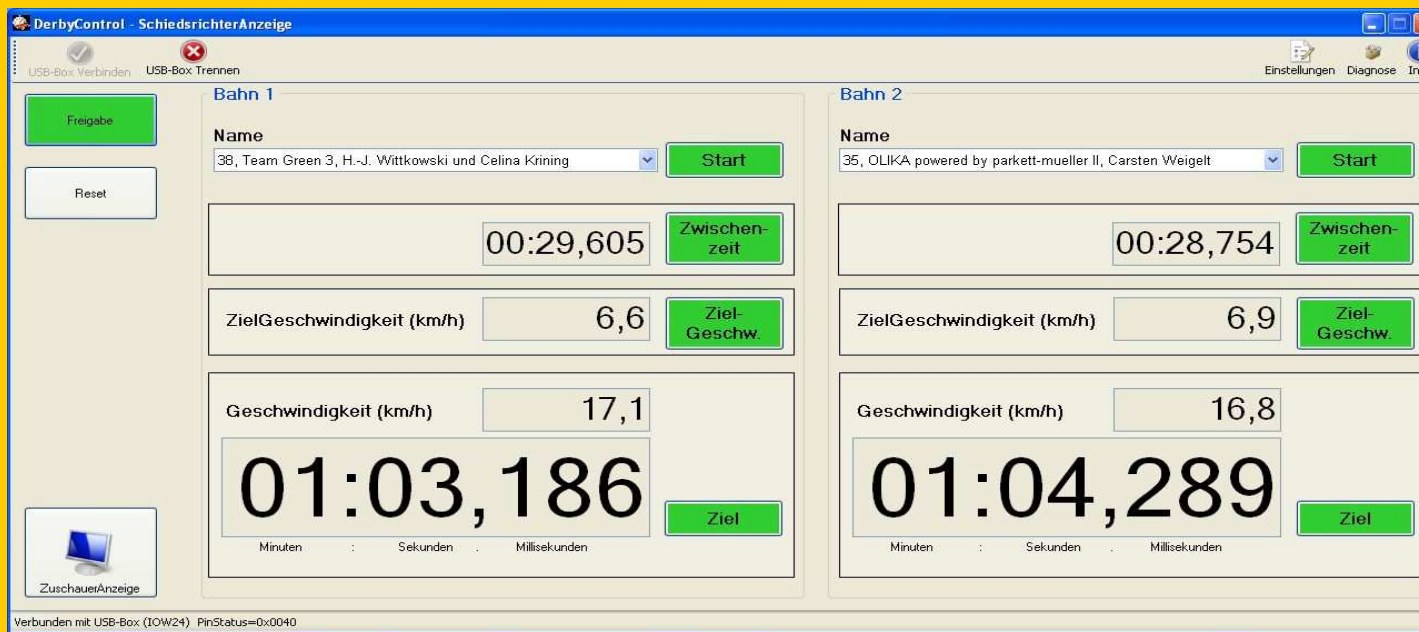 DerbyControl - SchiedsrichterAnzeige
USB-Box Verbinden USB-Box Trennen
Einstellungen Diagnose
Freigabe
Reset
Bahn 1
Name
38, Team Green 3, H.-J. Wittkowski und Celina Krining
Start
00:29,605
Zwischen-
zeit
ZielGeschwindigkeit (km/h) 6,6
Ziel-
Geschw.
Geschwindigkeit (km/h) 17,1
01:03,186
Ziel
Minuten : Sekunden . Millisekunden
Bahn 2
Name
35, OLIKA powered by parkett-mueller II, Carsten Weigelt
Start
00:28,754
Zwischen-
zeit
ZielGeschwindigkeit (km/h) 6,9
Ziel-
Geschw.
Geschwindigkeit (km/h) 16,8
01:04,289
Ziel
Minuten : Sekunden . Millisekunden
ZuschauerAnzeige
Verbunden mit USB-Box (IOW24) PinStatus=0x0040